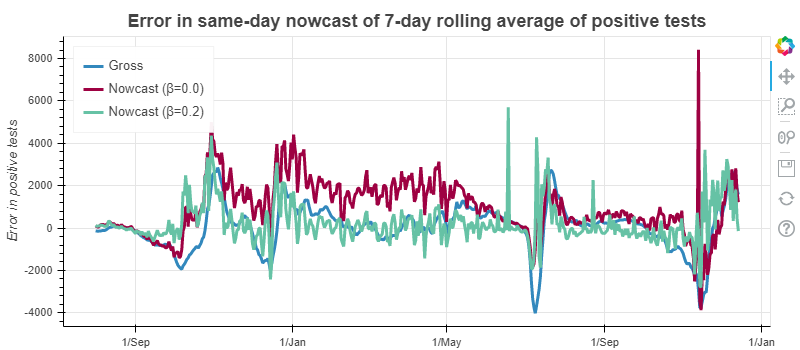 Error in same-day nowcast of 7-day rolling average of positive tests
Gross
Nowcast (β=0.0)
Nowcast (β=0.2)
Error in positive tests
8000
6000
4000
2000
0
-2000
-4000
1/Sep
1/Jan
1/May
1/Sep
1/Jan